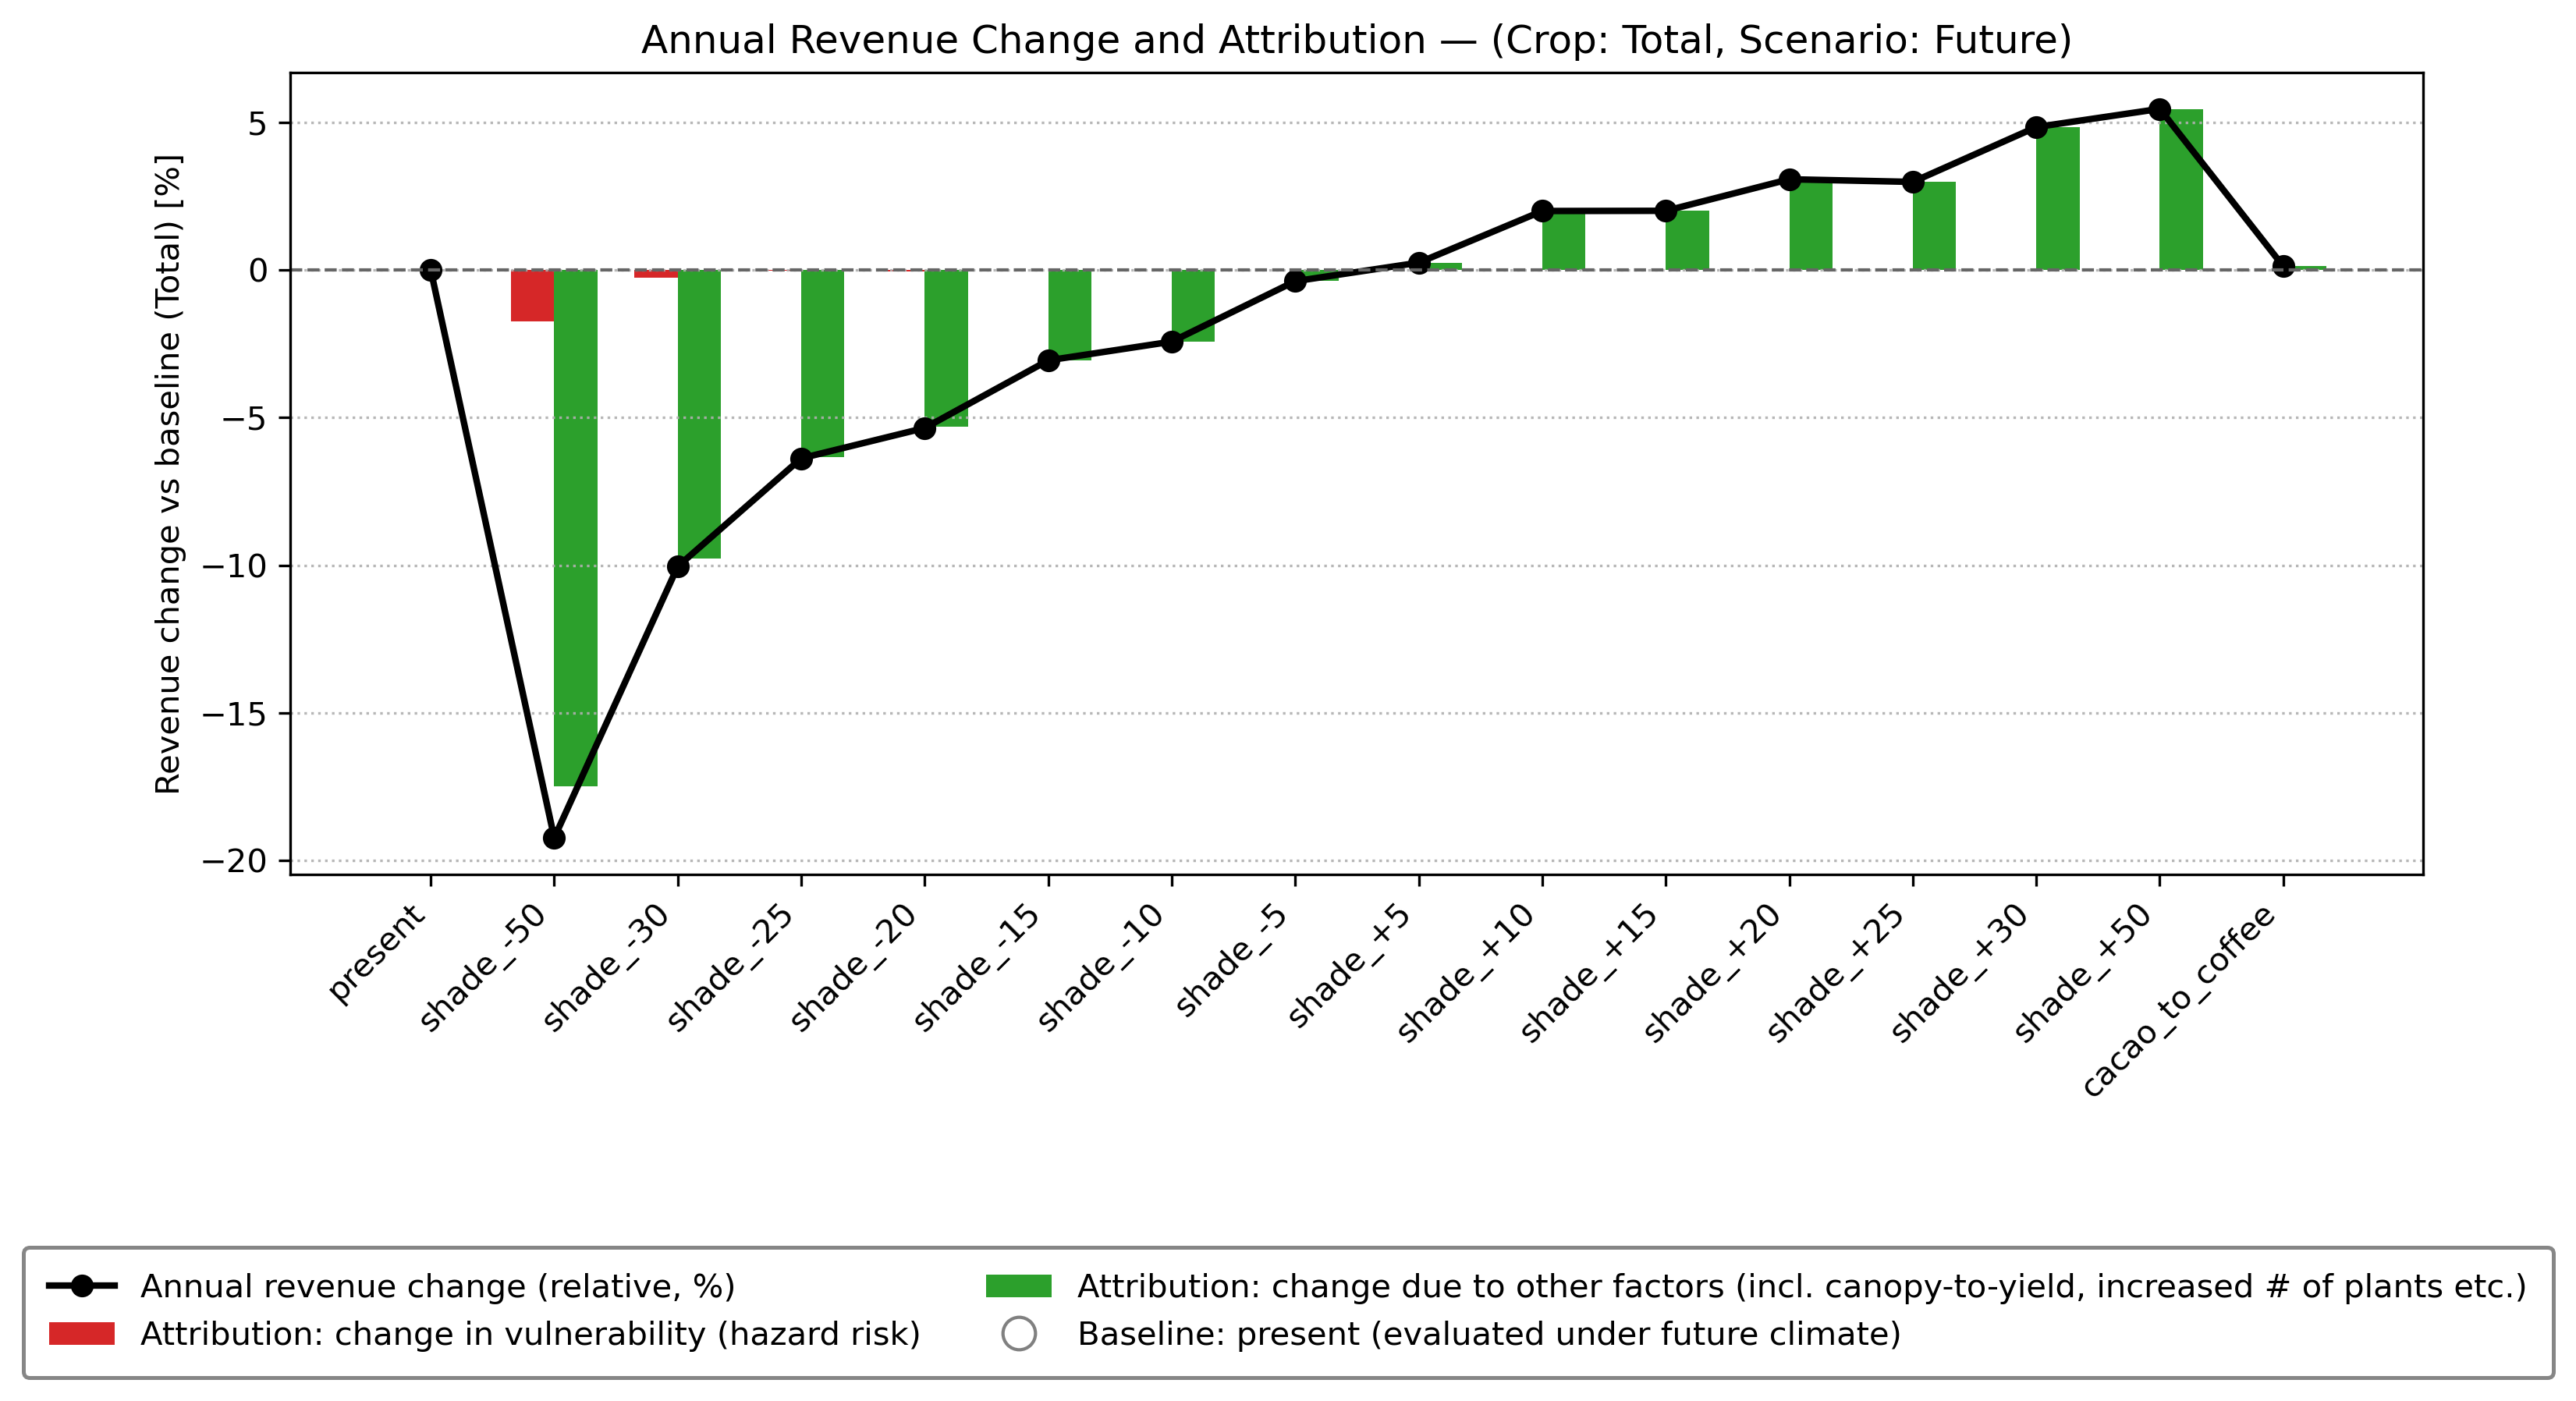 Annual Revenue Change and Attribution — (Crop: Total, Scenario: Future)
Revenue change vs baseline (Total) [%]
5
0
−5
−10
−15
−20
present
shade_-50
shade_-30
shade_-25
shade_-20
shade_-15
shade_-10
shade_-5
shade_+5
shade_+10
shade_+15
shade_+20
shade_+25
shade_+30
shade_+50
cacao_to_coffee
Annual revenue change (relative, %)
Attribution: change in vulnerability (hazard risk)
Attribution: change due to other factors (incl. canopy-to-yield, increased # of plants etc.)
Baseline: present (evaluated under future climate)